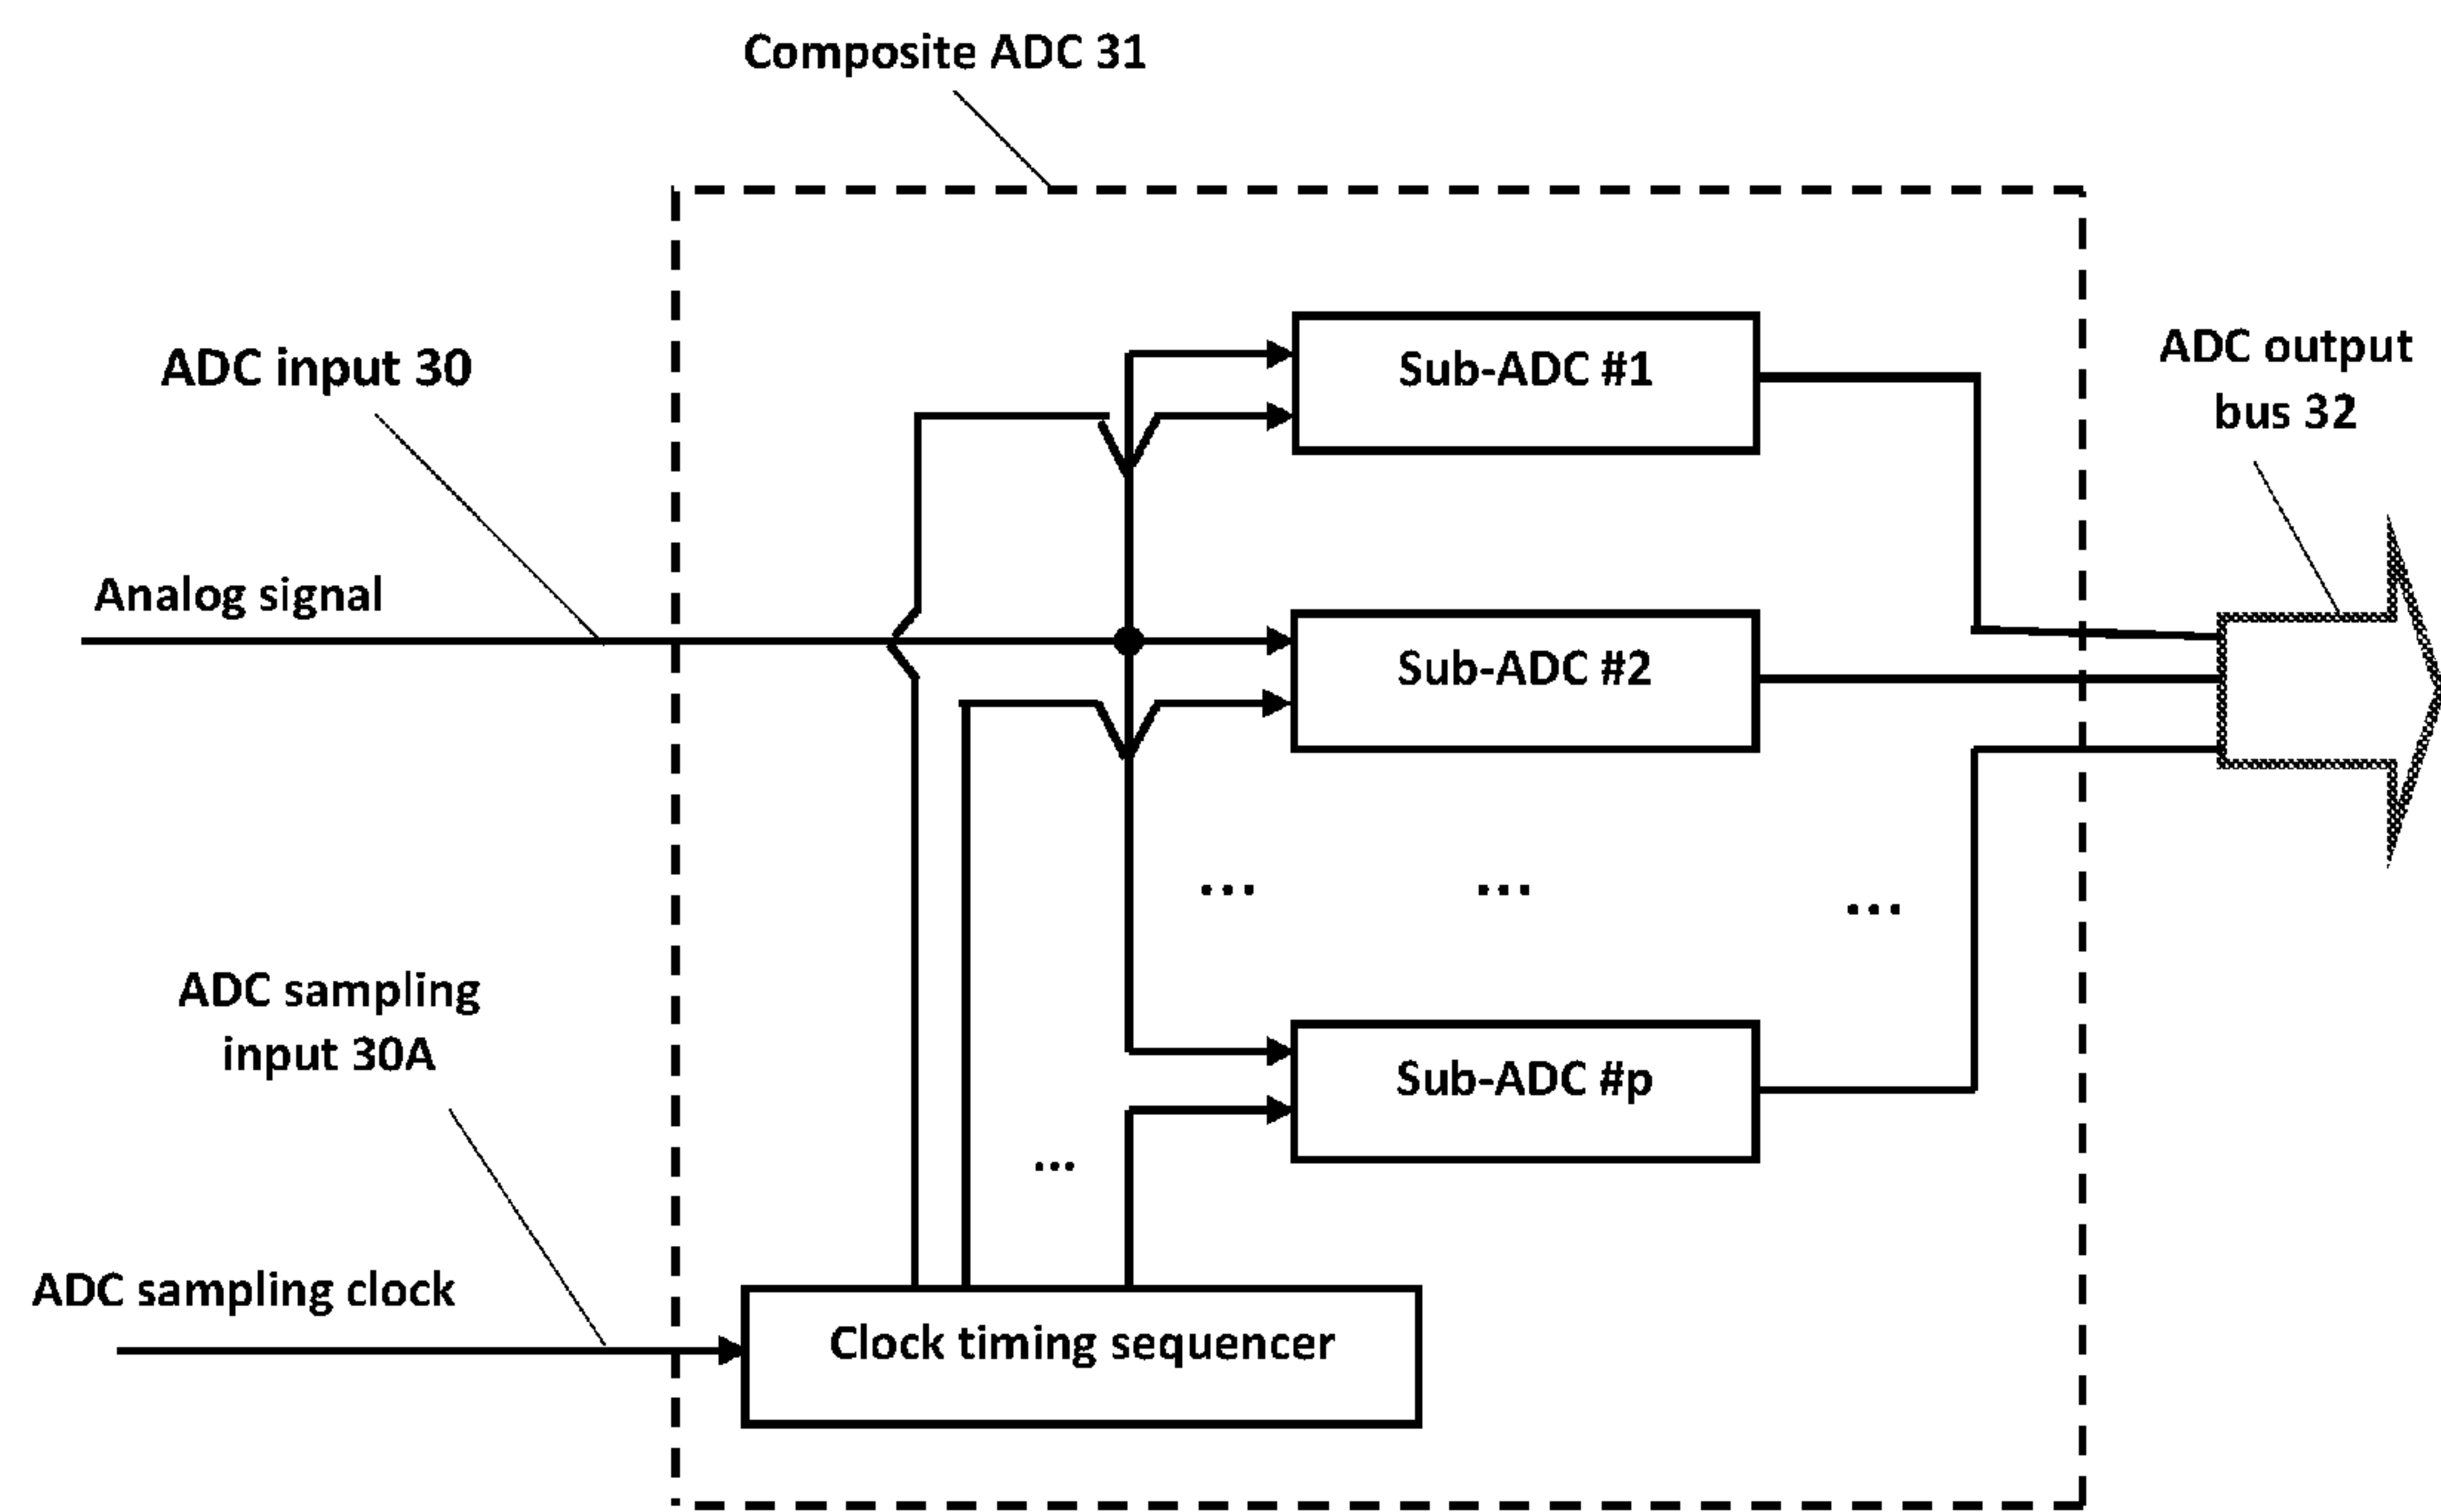 Composite ADC 31
ADC input 30
Sub-ADC #1
ADC output
bus 32
Analog signal
Sub-ADC #2
...
...
...
ADC sampling
input 30A
Sub-ADC #p
...
ADC sampling clock
Clock timing sequencer